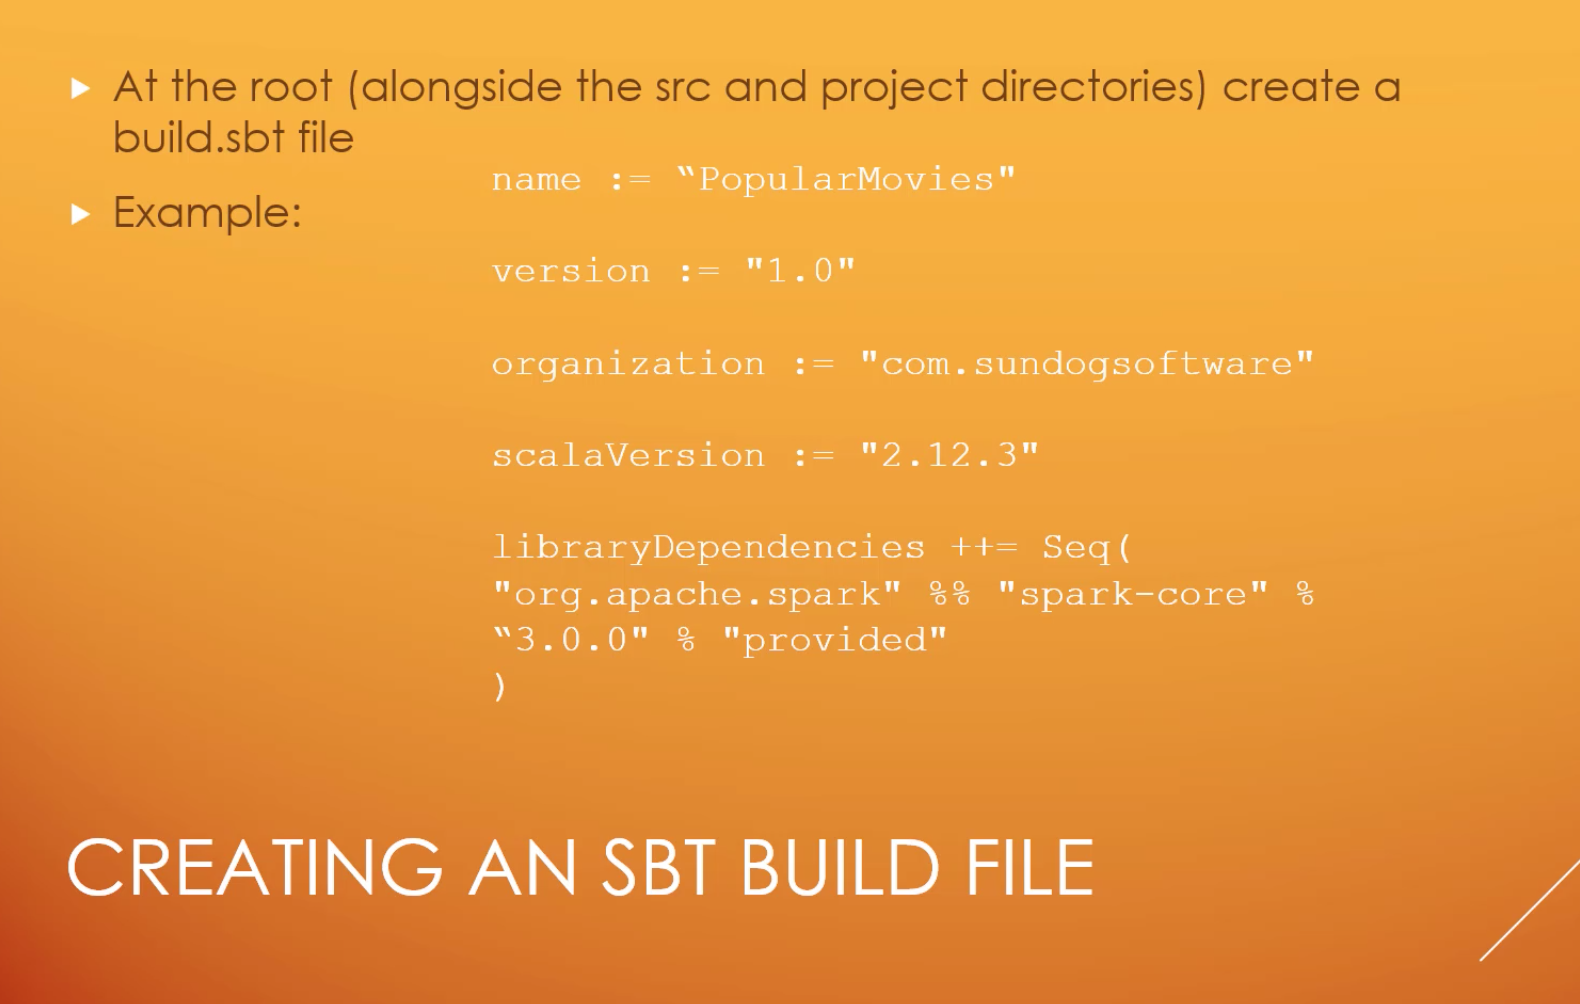 At the root (alongside the src and project directories) create a
build.sbt file
Example:
name := “PopularMovies"
version := "1.0"
organization := "com.sundogsoftware"
scalaVersion := "2.12.3"
libraryDependencies ++= Seq(
"org.apache.spark" %% "spark-core" %
“3.0.0" % "provided"
)
CREATING AN SBT BUILD FILE